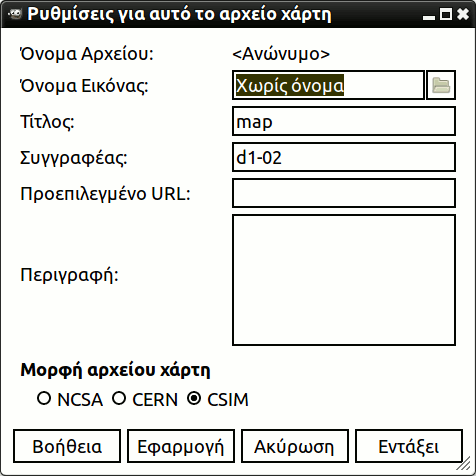 Ρυθμίσεις για αυτό το αρχείο χάρτη
Όνομα Αρχείου: <Ανώνυμο>
Όνομα Εικόνας: Χωρίς όνομα
Τίτλος: map
Συγγραφέας: d1-02
Προεπιλεγμένο URL:
Περιγραφή:
Μορφή αρχείου χάρτη
NCSA CERN CSIM
Βοήθεια Εφαρμογή Ακύρωση Εντάξει